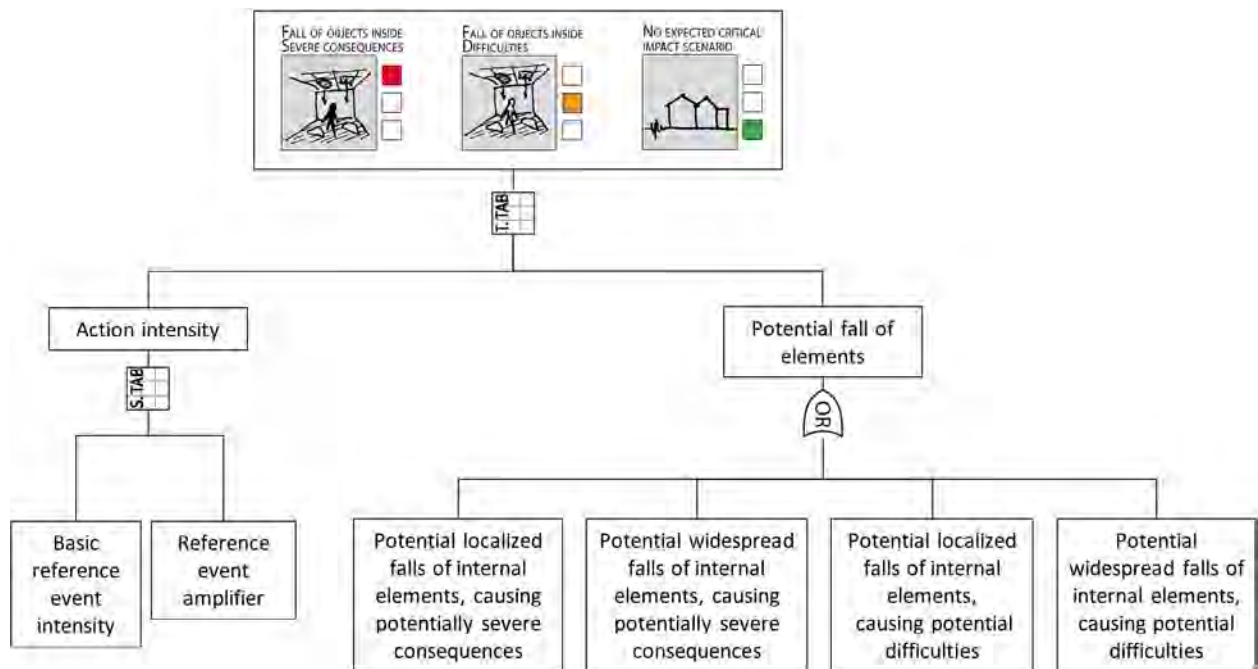 FALL OF OBJECTS INSIDE
SEVERE CONSEQUENCES
FALL OF OBJECTS INSIDE
DIFFICULTIES
NO EXPECTED CRITICAL
IMPACT SCENARIO
T.TAB
Action intensity
Potential fall of
elements
S.TAB
OR
Basic
reference
event
intensity
Reference
event
amplifier
Potential localized
falls of internal
elements, causing
potentially severe
consequences
Potential widespread
falls of internal
elements, causing
potentially severe
consequences
Potential localized
falls of internal
elements,
causing potential
difficulties
Potential
widespread falls of
internal elements,
causing potential
difficulties